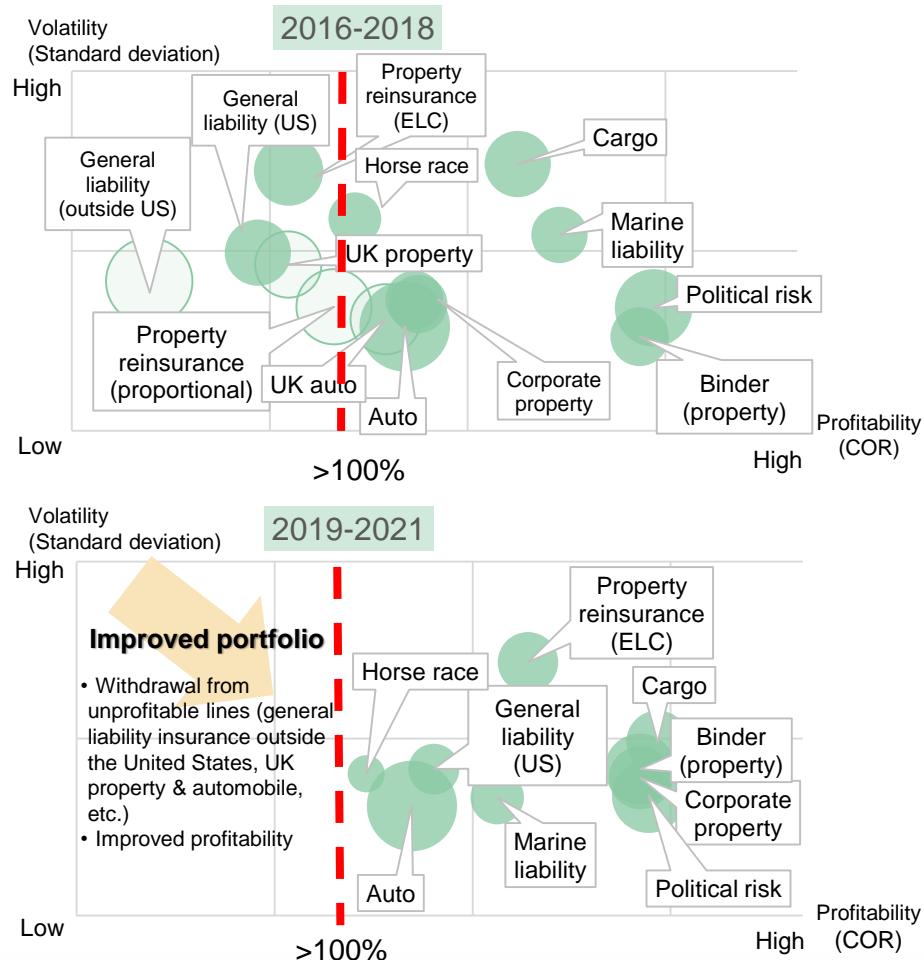 Volatility
(Standard deviation)
2016-2018
High
General
liability (US)
Property
reinsurance
(ELC)
General
liability
(outside US)
Horse race
Cargo
Marine
liability
UK property
Political risk
Property
reinsurance
(proportional)
UK auto
Auto
Corporate
property
Binder
(property)
Low
High
Profitability
(COR)
>100%
Volatility
(Standard deviation)
2019-2021
High
Improved portfolio
• Withdrawal from
unprofitable lines (general
liability insurance outside
the United States, UK
property & automobile,
etc.)
• Improved profitability
Property
reinsurance
(ELC)
Horse race
General
liability
(US)
Cargo
Binder
(property)
Corporate
property
Marine
liability
Auto
Political risk
Low
High
Profitability
(COR)
>100%